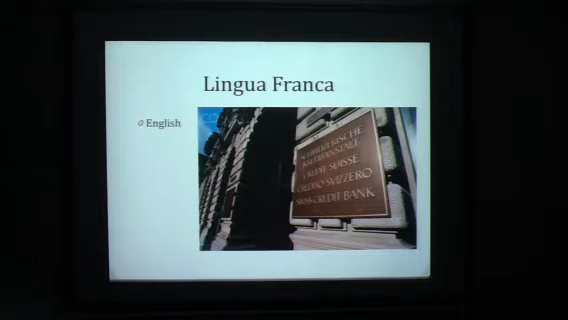 Lingua Franca
English
SCHWEIZERISCHE
KREDITANSTALT
CREDIT SUISSE
CREDITO SVIZZERO
SWISS CREDIT BANK